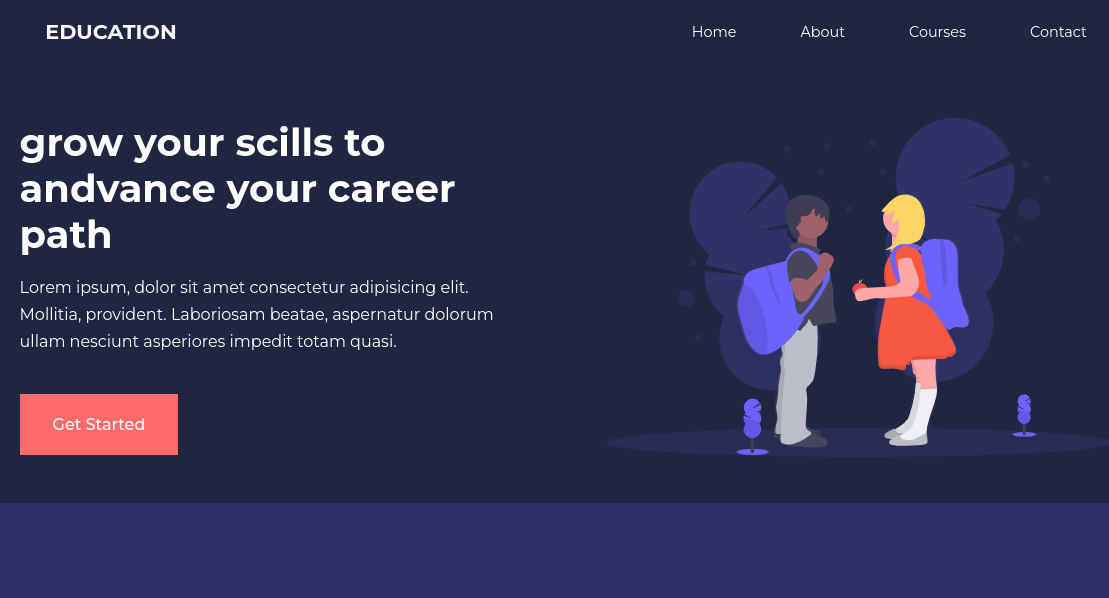 EDUCATION
Home About Courses Contact
grow your scills to
andvance your career
path
Lorem ipsum, dolor sit amet consectetur adipisicing elit.
Mollitia, provident. Laboriosam beatae, aspernatur dolorum
ullam nesciunt asperiores impedit totam quasi.
Get Started